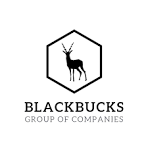 BLACKBUCKS
GROUP OF COMPANIES